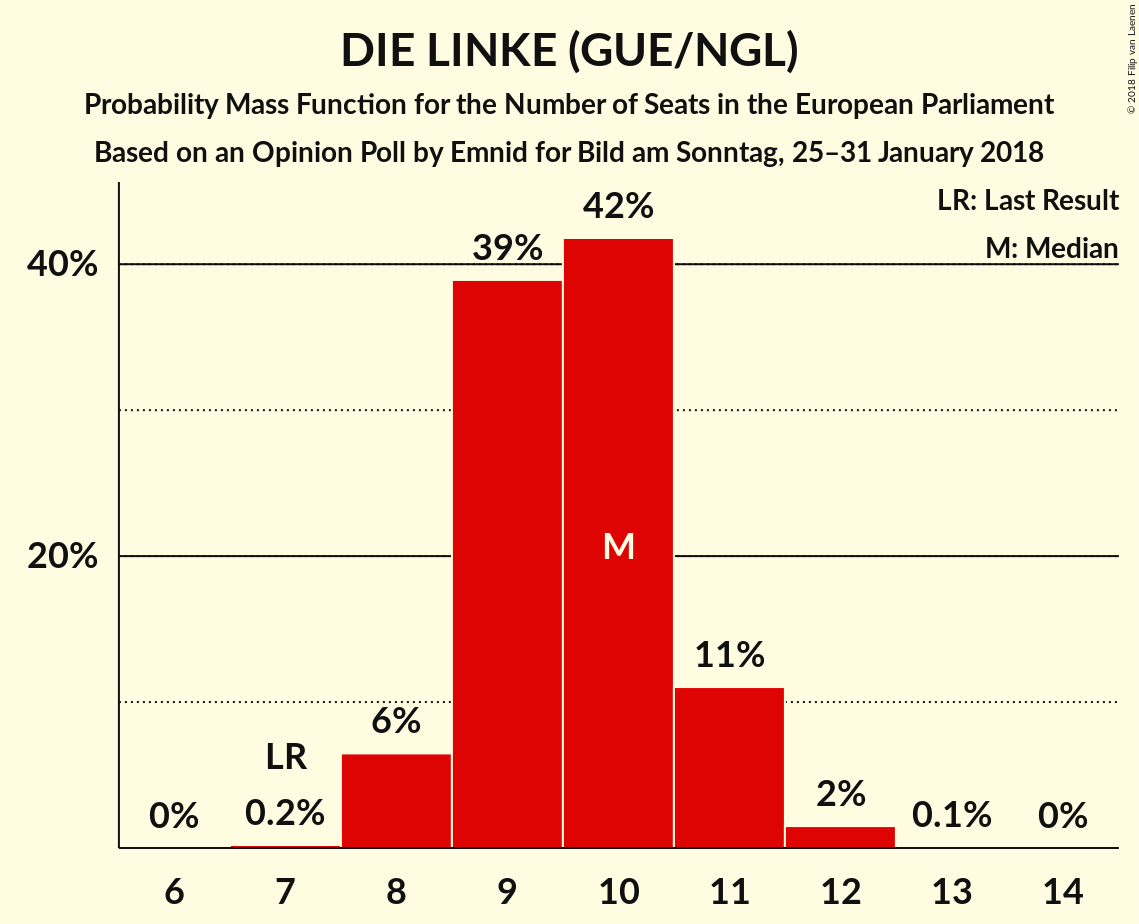 DIE LINKE (GUE/NGL)
Probability Mass Function for the Number of Seats in the European Parliament
Based on an Opinion Poll by Emnid for Bild am Sonntag, 25–31 January 2018
© 2018 Filip van Laenen
LR: Last Result
M: Median
40%
20%
0%
LR
0.2%
6%
39%
42%
M
11%
2%
0.1%
0%
6 7 8 9 10 11 12 13 14